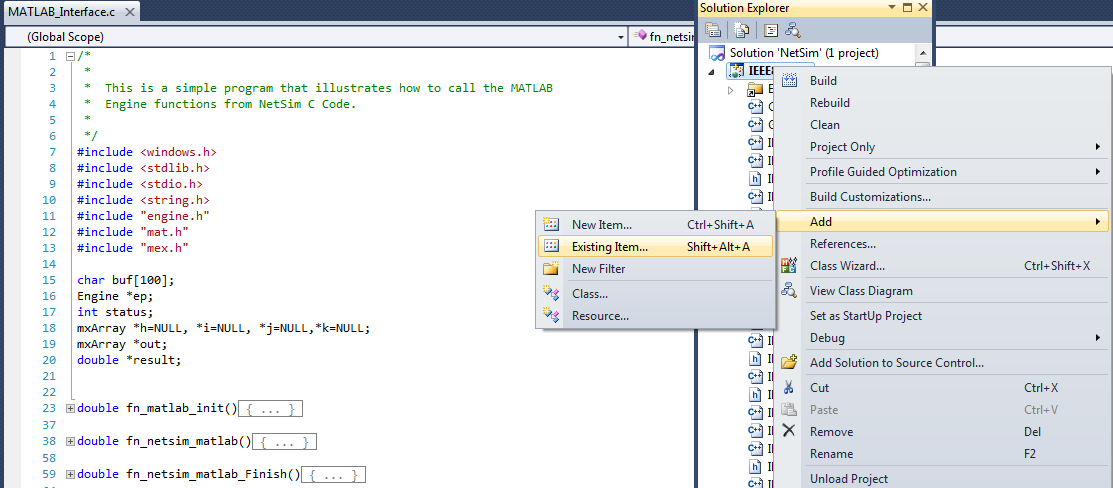 MATLAB_Interface.c
(Global Scope)
fn_netsim
1 /*
2 *
3 * This is a simple program that illustrates how to call the MATLAB
4 * Engine functions from NetSim C Code.
5 *
6 */
7 #include <windows.h>
8 #include <stdlib.h>
9 #include <stdio.h>
10 #include <string.h>
11 #include "engine.h"
12 #include "mat.h"
13 #include "mex.h"
14
15 char buf[100];
16 Engine *ep;
17 int status;
18 mxArray *h=NULL, *i=NULL, *j=NULL,*k=NULL;
19 mxArray *out;
20 double *result;
21
22
23 double fn_matlab_init(){ ... }
37
38 double fn_netsim_matlab(){ ... }
58
59 double fn_netsim_matlab_Finish(){ ... }
Solution Explorer
Solution 'NetSim' (1 project)
Build
Rebuild
Clean
Project Only
Profile Guided Optimization
Build Customizations...
Add
References...
Class Wizard... Ctrl+Shift+X
View Class Diagram
Set as StartUp Project
Debug
Add Solution to Source Control...
Cut Ctrl+X
Paste Ctrl+V
Remove Del
Rename F2
Unload Project
New Item... Ctrl+Shift+A
Existing Item... Shift+Alt+A
New Filter
Class...
Resource...